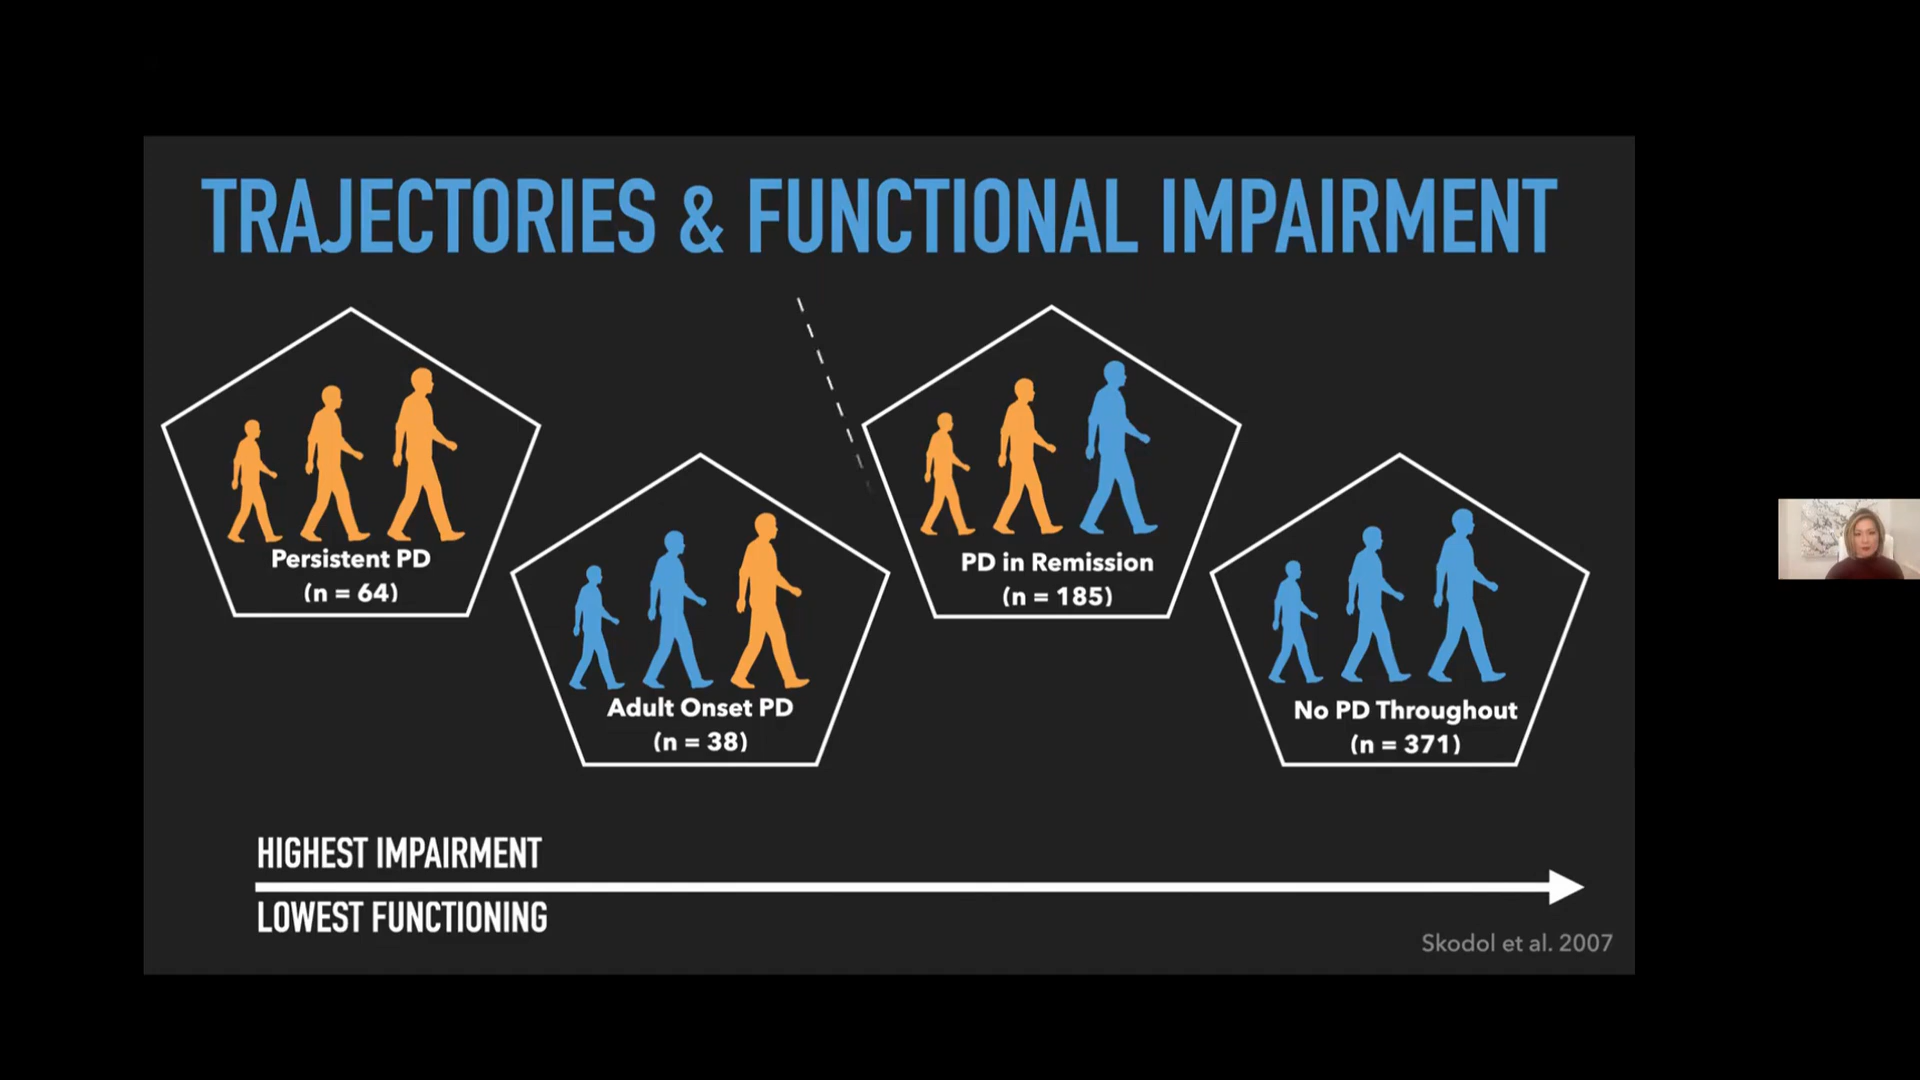 TRAJECTORIES & FUNCTIONAL IMPAIRMENT
Persistent PD
(n = 64)
Adult Onset PD
(n = 38)
PD in Remission
(n = 185)
No PD Throughout
(n = 371)
HIGHEST IMPAIRMENT
LOWEST FUNCTIONING
Skodol et al. 2007